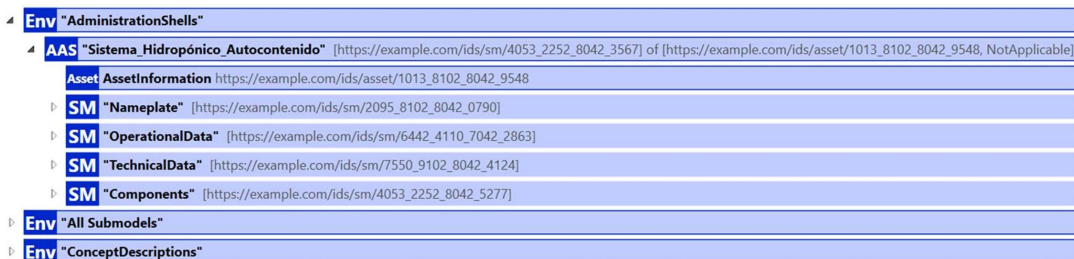 Env "AdministrationShells"
AAS "Sistema_Hidropónico_Autocontenido" [https://example.com/ids/sm/4053_2252_8042_3567] of [https://example.com/ids/asset/1013_8102_8042_9548, NotApplicable]
Asset AssetInformation https://example.com/ids/asset/1013_8102_8042_9548
SM "Nameplate" [https://example.com/ids/sm/2095_8102_8042_0790]
SM "OperationalData" [https://example.com/ids/sm/6442_4110_7042_2863]
SM "TechnicalData" [https://example.com/ids/sm/7550_9102_8042_4124]
SM "Components" [https://example.com/ids/sm/4053_2252_8042_5277]
Env "All Submodels"
Env "ConceptDescriptions"